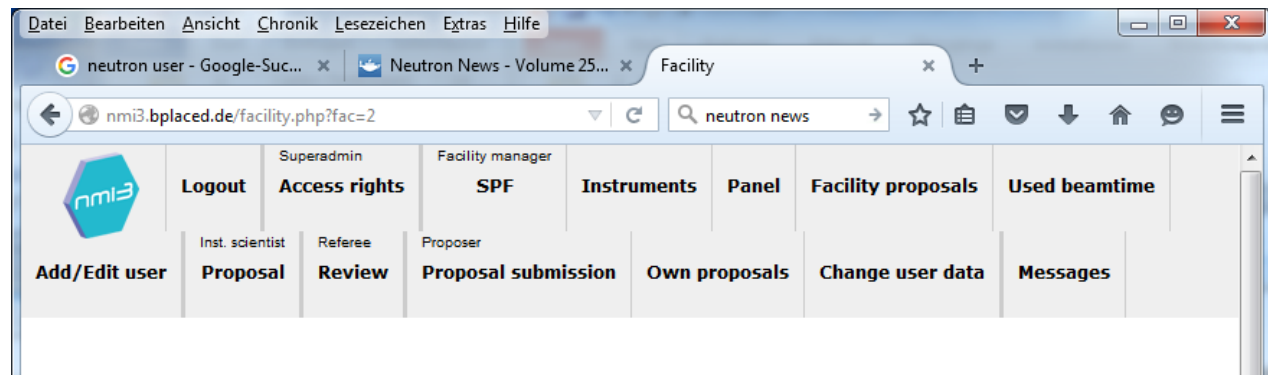 Datei Bearbeiten Ansicht Chronik Lesezeichen Extras Hilfe
neutron user - Google-Suc... Neutron News - Volume 25... Facility
nmi3.bplaced.de/facility.php?fac=2 neutron news
Superadmin Facility manager
nmi3 Logout Access rights SPF Instruments Panel Facility proposals Used beamtime
Inst. scientist Referee Proposer
Add/Edit user Proposal Review Proposal submission Own proposals Change user data Messages